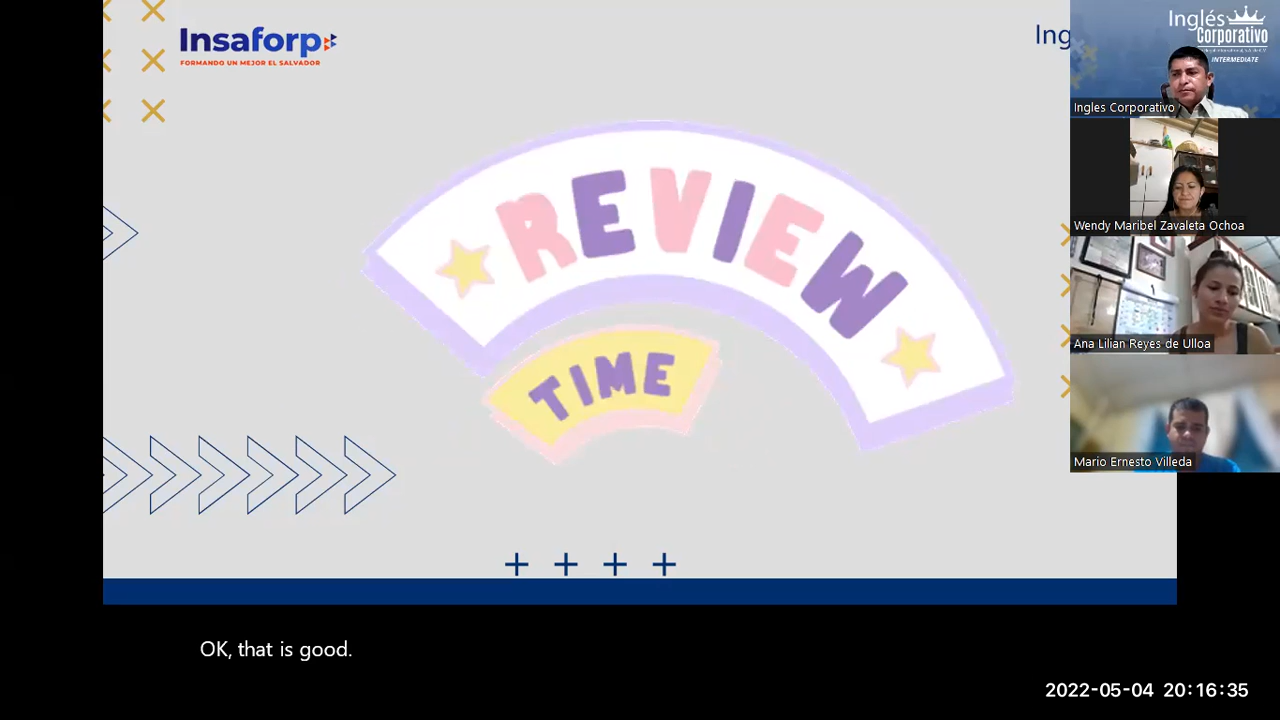 Insaforp
FORMANDO UN MEJOR EL SALVADOR
Ing
REVIEW
TIME
Inglés
Corporativo
INTERMEDIATE
Ingles Corporativo
Wendy Maribel Zavaleta Ochoa
Ana Lilian Reyes de Ulloa
Mario Ernesto Villeda
OK, that is good.
2022-05-04 20:16:35